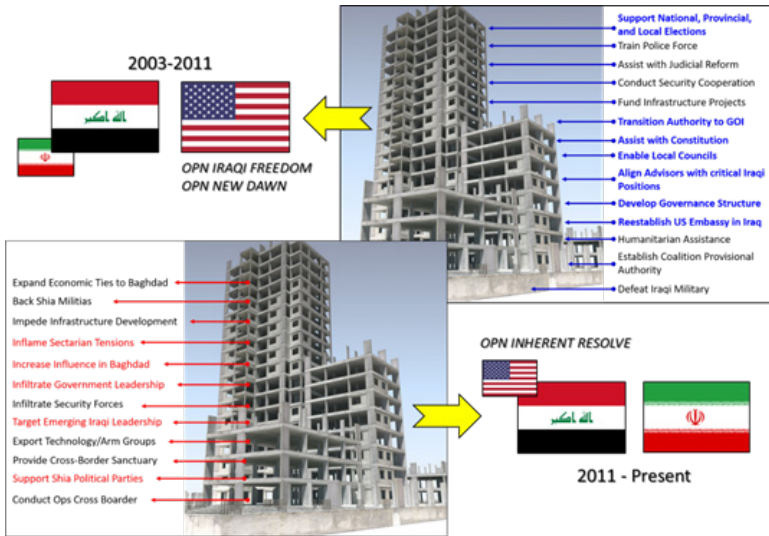 2003-2011
الله اكبر
OPN IRAQI FREEDOM
OPN NEW DAWN
Support National, Provincial,
and Local Elections
Train Police Force
Assist with Judicial Reform
Conduct Security Cooperation
Fund Infrastructure Projects
Transition Authority to GOI
Assist with Constitution
Enable Local Councils
Align Advisors with critical Iraqi
Positions
Develop Governance Structure
Reestablish US Embassy in Iraq
Humanitarian Assistance
Establish Coalition Provisional
Authority
Defeat Iraqi Military
Expand Economic Ties to Baghdad
Back Shia Militias
Impede Infrastructure Development
Inflame Sectarian Tensions
Increase Influence in Baghdad
Infiltrate Government Leadership
Infiltrate Security Forces
Target Emerging Iraqi Leadership
Export Technology/Arm Groups
Provide Cross-Border Sanctuary
Support Shia Political Parties
Conduct Ops Cross Boarder
OPN INHERENT RESOLVE
الله اكبر
2011 - Present